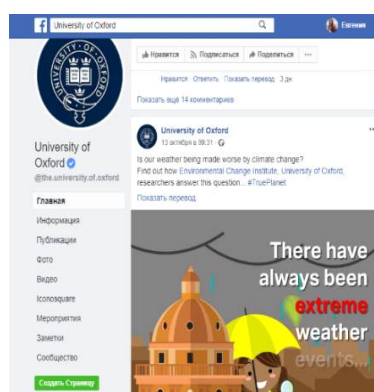 University of Oxford
Евгения
Нравится Подписаться Поделиться ...
Нравится Ответить Показать перевод 3 дн.
Показать ещё 14 комментариев
University of Oxford
@the.university.of.oxford
Главная
Информация
Публикации
Фото
Видео
Iconosquare
Мероприятия
Заметки
Сообщество
Создать Страницу
University of Oxford
13 октября в 09:31
Is our weather being made worse by climate change?
Find out how Environmental Change Institute, University of Oxford,
researchers answer this question... #TruePlanet
Показать перевод
There have
always been
extreme
weather
events...